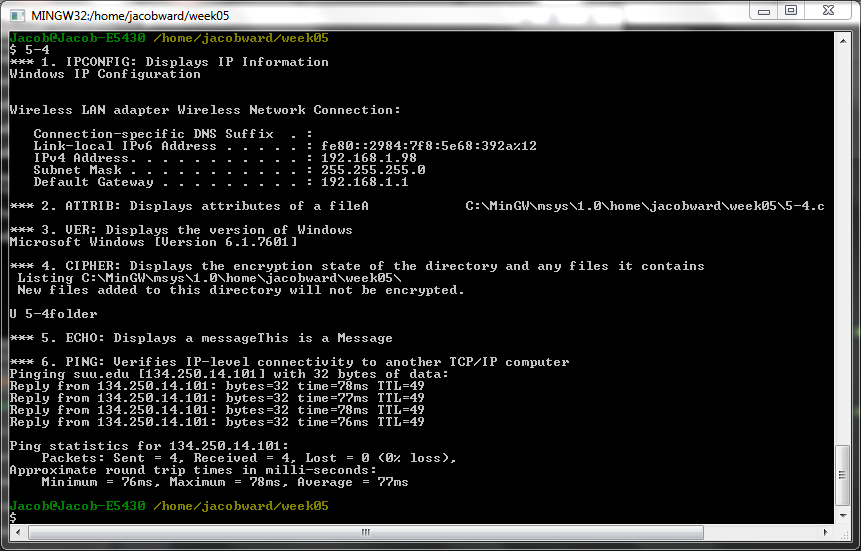 MINGW32:/home/jacobward/week05
Jacob@Jacob-E5430 /home/jacobward/week05
$ 5-4
*** 1. IPCONFIG: Displays IP Information
Windows IP Configuration
Wireless LAN adapter Wireless Network Connection:
Connection-specific DNS Suffix  . :
Link-local IPv6 Address . . . . . : fe80::2984:7f8:5e68:392a%12
IPv4 Address. . . . . . . . . . . : 192.168.1.98
Subnet Mask . . . . . . . . . . . : 255.255.255.0
Default Gateway . . . . . . . . . : 192.168.1.1
*** 2. ATTRIB: Displays attributes of a fileA            C:\MinGW\msys\1.0\home\jacobward\week05\5-4.c
*** 3. VER: Displays the version of Windows
Microsoft Windows [Version 6.1.7601]
*** 4. CIPHER: Displays the encryption state of the directory and any files it contains
Listing C:\MinGW\msys\1.0\home\jacobward\week05\
New files added to this directory will not be encrypted.
U 5-4folder
*** 5. ECHO: Displays a messageThis is a Message
*** 6. PING: Verifies IP-level connectivity to another TCP/IP computer
Pinging suu.edu [134.250.14.101] with 32 bytes of data:
Reply from 134.250.14.101: bytes=32 time=78ms TTL=49
Reply from 134.250.14.101: bytes=32 time=77ms TTL=49
Reply from 134.250.14.101: bytes=32 time=78ms TTL=49
Reply from 134.250.14.101: bytes=32 time=76ms TTL=49
Ping statistics for 134.250.14.101:
Packets: Sent = 4, Received = 4, Lost = 0 (0% loss),
Approximate round trip times in milli-seconds:
Minimum = 76ms, Maximum = 78ms, Average = 77ms
Jacob@Jacob-E5430 /home/jacobward/week05
$